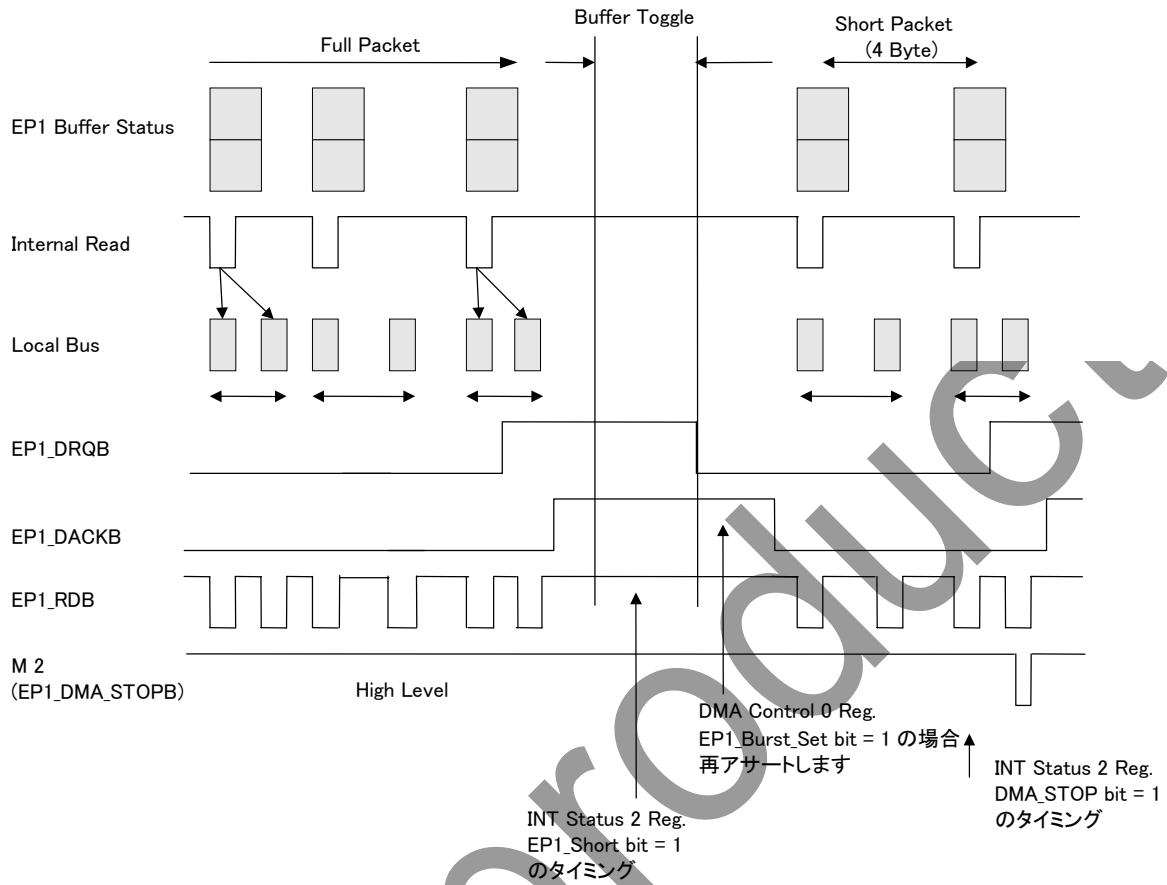 Buffer Toggle
Full Packet
Short Packet
(4 Byte)
EP1 Buffer Status
Internal Read
Local Bus
EP1_DRQB
EP1_DACKB
EP1_RDB
M 2
(EP1_DMA_STOPB)
High Level
DMA Control 0 Reg.
EP1_Burst_Set bit = 1 の場合
再アサートします
INT Status 2 Reg.
DMA_STOP bit = 1
のタイミング
INT Status 2 Reg.
EP1_Short bit = 1
のタイミング
product